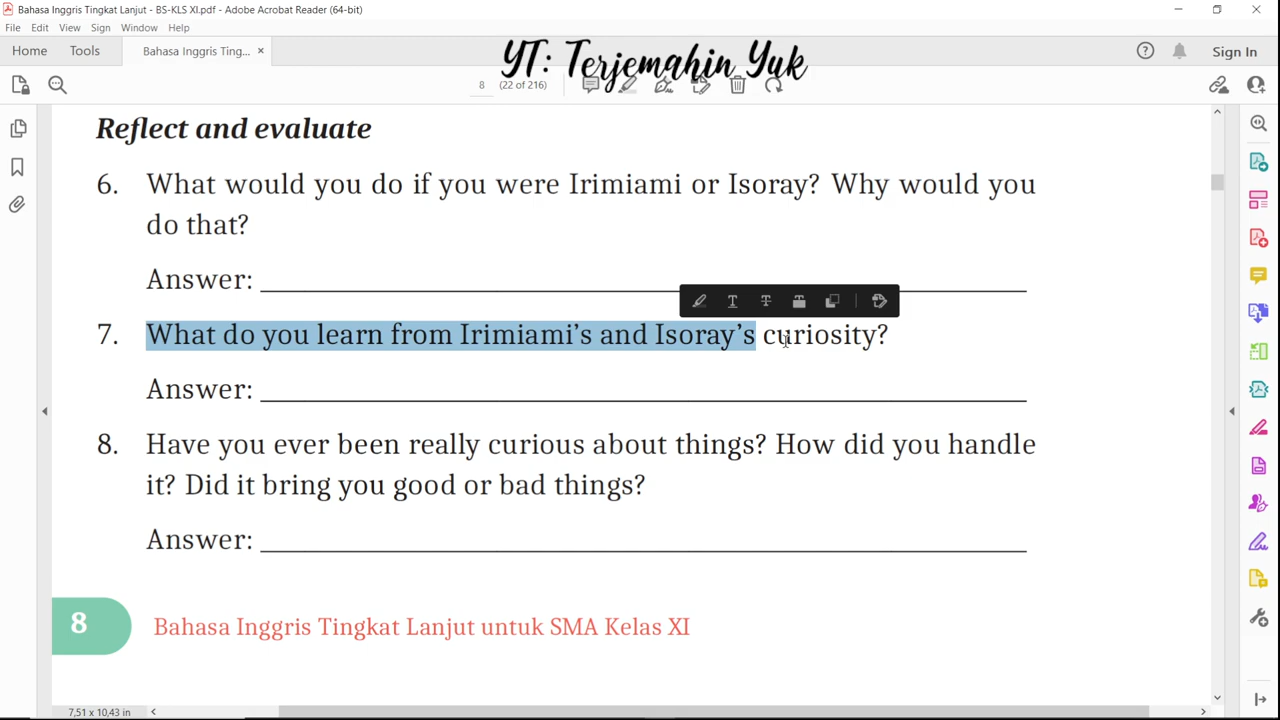 Bahasa Inggris Tingkat Lanjut - BS-KLS XI.pdf - Adobe Acrobat Reader (64-bit)
File Edit View Sign Window Help
Home Tools Bahasa Inggris Ting... × Sign In
YT: Terjemahin Yuk
8 (22 of 216)
Reflect and evaluate
6. What would you do if you were Irimiami or Isoray? Why would you
do that?
Answer:
7. What do you learn from Irimiami’s and Isoray’s curiosity?
Answer:
8. Have you ever been really curious about things? How did you handle
it? Did it bring you good or bad things?
Answer:
8 Bahasa Inggris Tingkat Lanjut untuk SMA Kelas XI
7,51 x 10,43 in